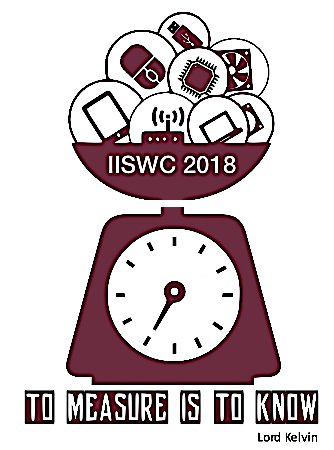 IISWC 2018
TO MEASURE IS TO KNOW
Lord Kelvin